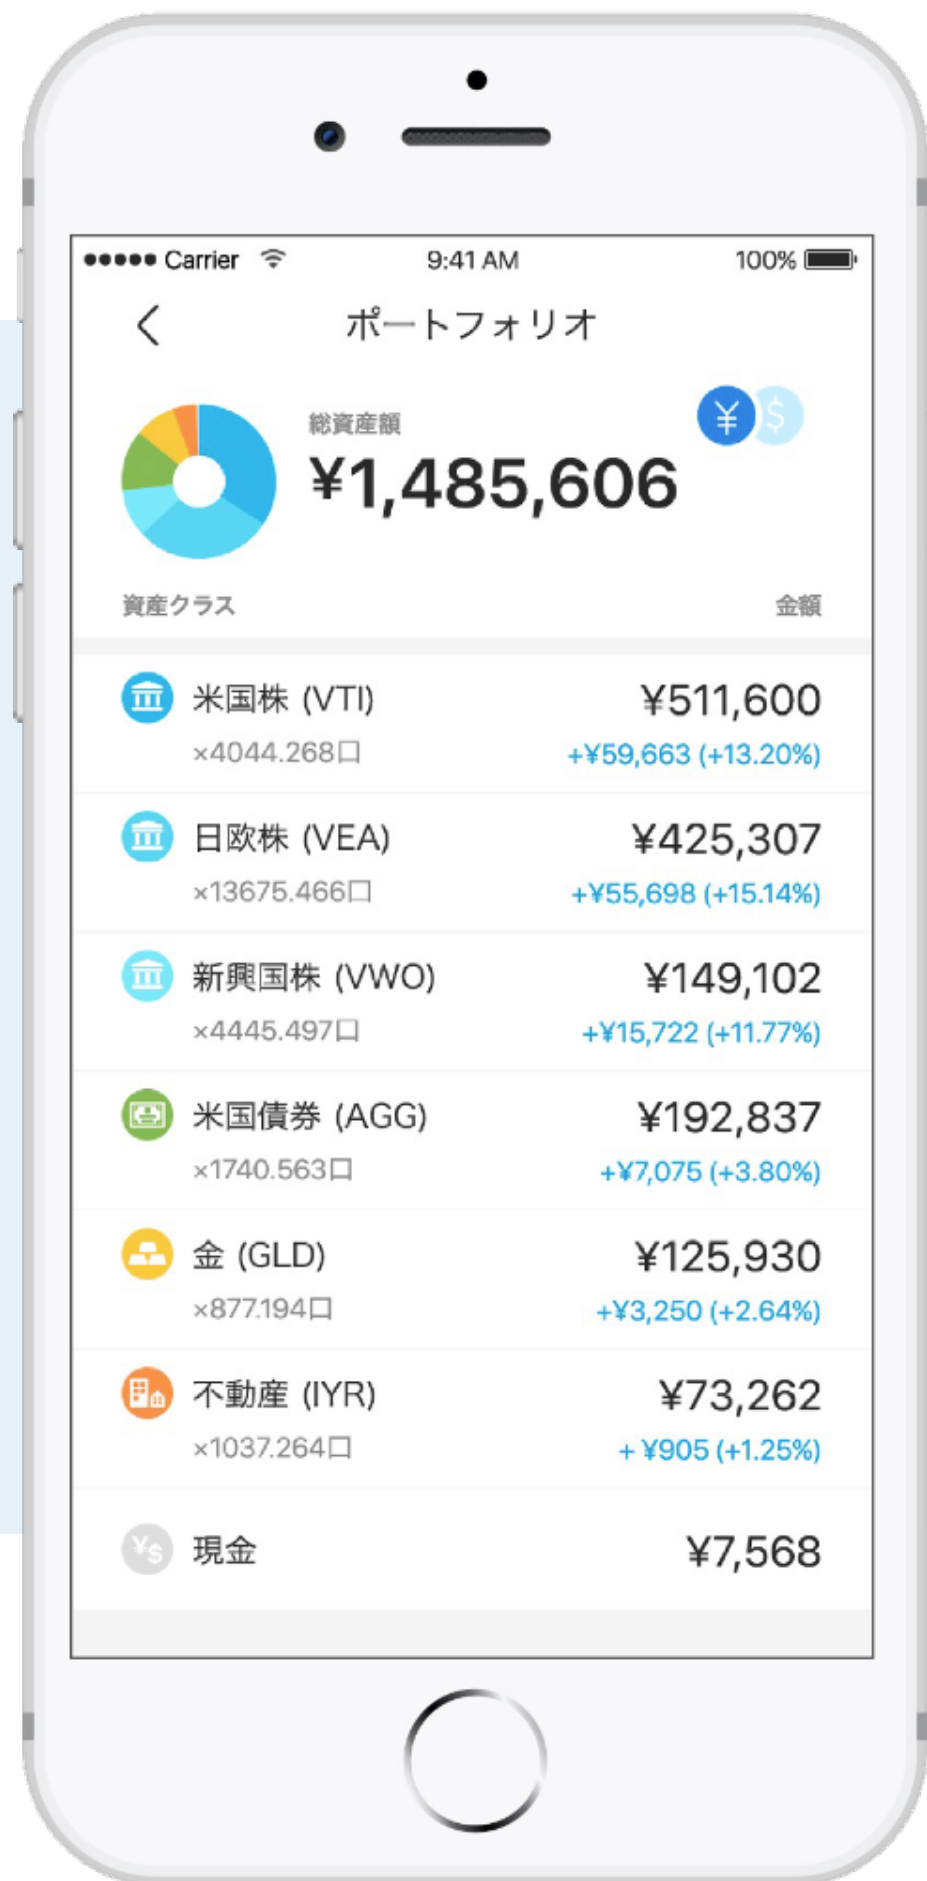 ●●●●● Carrier 9:41 AM 100%
ポートフォリオ
総資産額
¥ $
¥1,485,606
資産クラス 金額
米国株 (VTI) ¥511,600
×4044.268口 +¥59,663 (+13.20%)
日欧株 (VEA) ¥425,307
×13675.466口 +¥55,698 (+15.14%)
新興国株 (VWO) ¥149,102
×4445.497口 +¥15,722 (+11.77%)
米国債券 (AGG) ¥192,837
×1740.563口 +¥7,075 (+3.80%)
金 (GLD) ¥125,930
×877.194口 +¥3,250 (+2.64%)
不動産 (IYR) ¥73,262
×1037.264口 + ¥905 (+1.25%)
¥$ 現金 ¥7,568